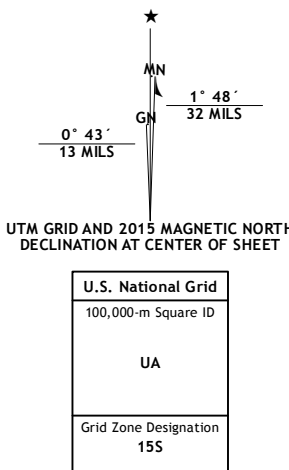 ★
MN
1° 48´
32 MILS
GN
0° 43´
13 MILS
UTM GRID AND 2015 MAGNETIC NORTH
DECLINATION AT CENTER OF SHEET
U.S. National Grid
100,000-m Square ID
UA
Grid Zone Designation
15S